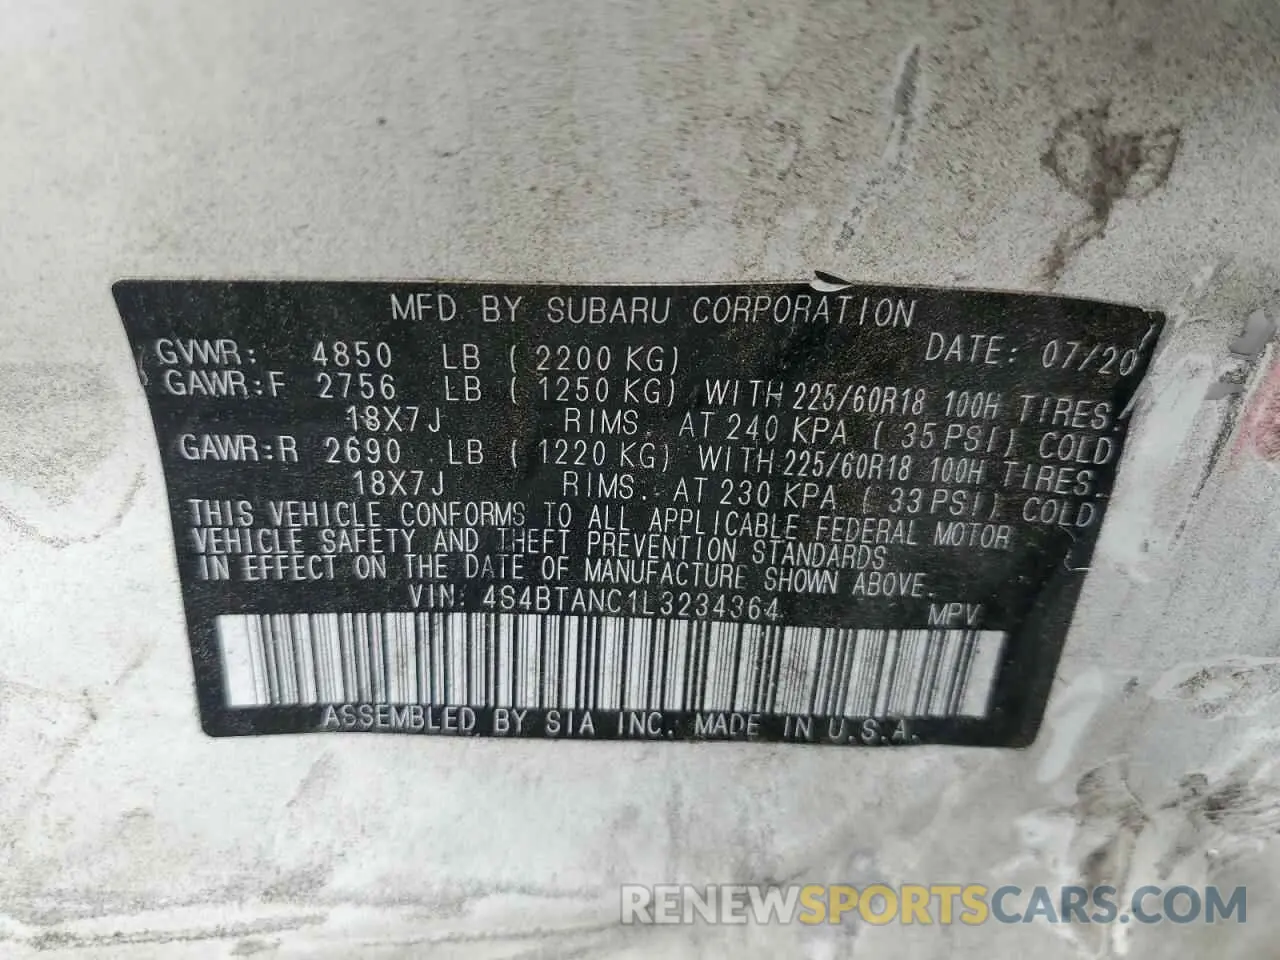 MFD BY SUBARU CORPORATION
GVWR: 4850 LB ( 2200 KG) DATE: 07/20
GAWR:F 2756 LB ( 1250 KG) WITH 225/60R18 100H TIRES.
18X7J RIMS. AT 240 KPA ( 35 PSI) COLD
GAWR:R 2690 LB ( 1220 KG) WITH 225/60R18 100H TIRES.
18X7J RIMS. AT 230 KPA ( 33 PSI) COLD
THIS VEHICLE CONFORMS TO ALL APPLICABLE FEDERAL MOTOR
VEHICLE SAFETY AND THEFT PREVENTION STANDARDS
IN EFFECT ON THE DATE OF MANUFACTURE SHOWN ABOVE.
VIN: 4S4BTANC1L3234364 MPV
ASSEMBLED BY SIA INC. MADE IN U.S.A.
RENEWSPORTSCARS.COM